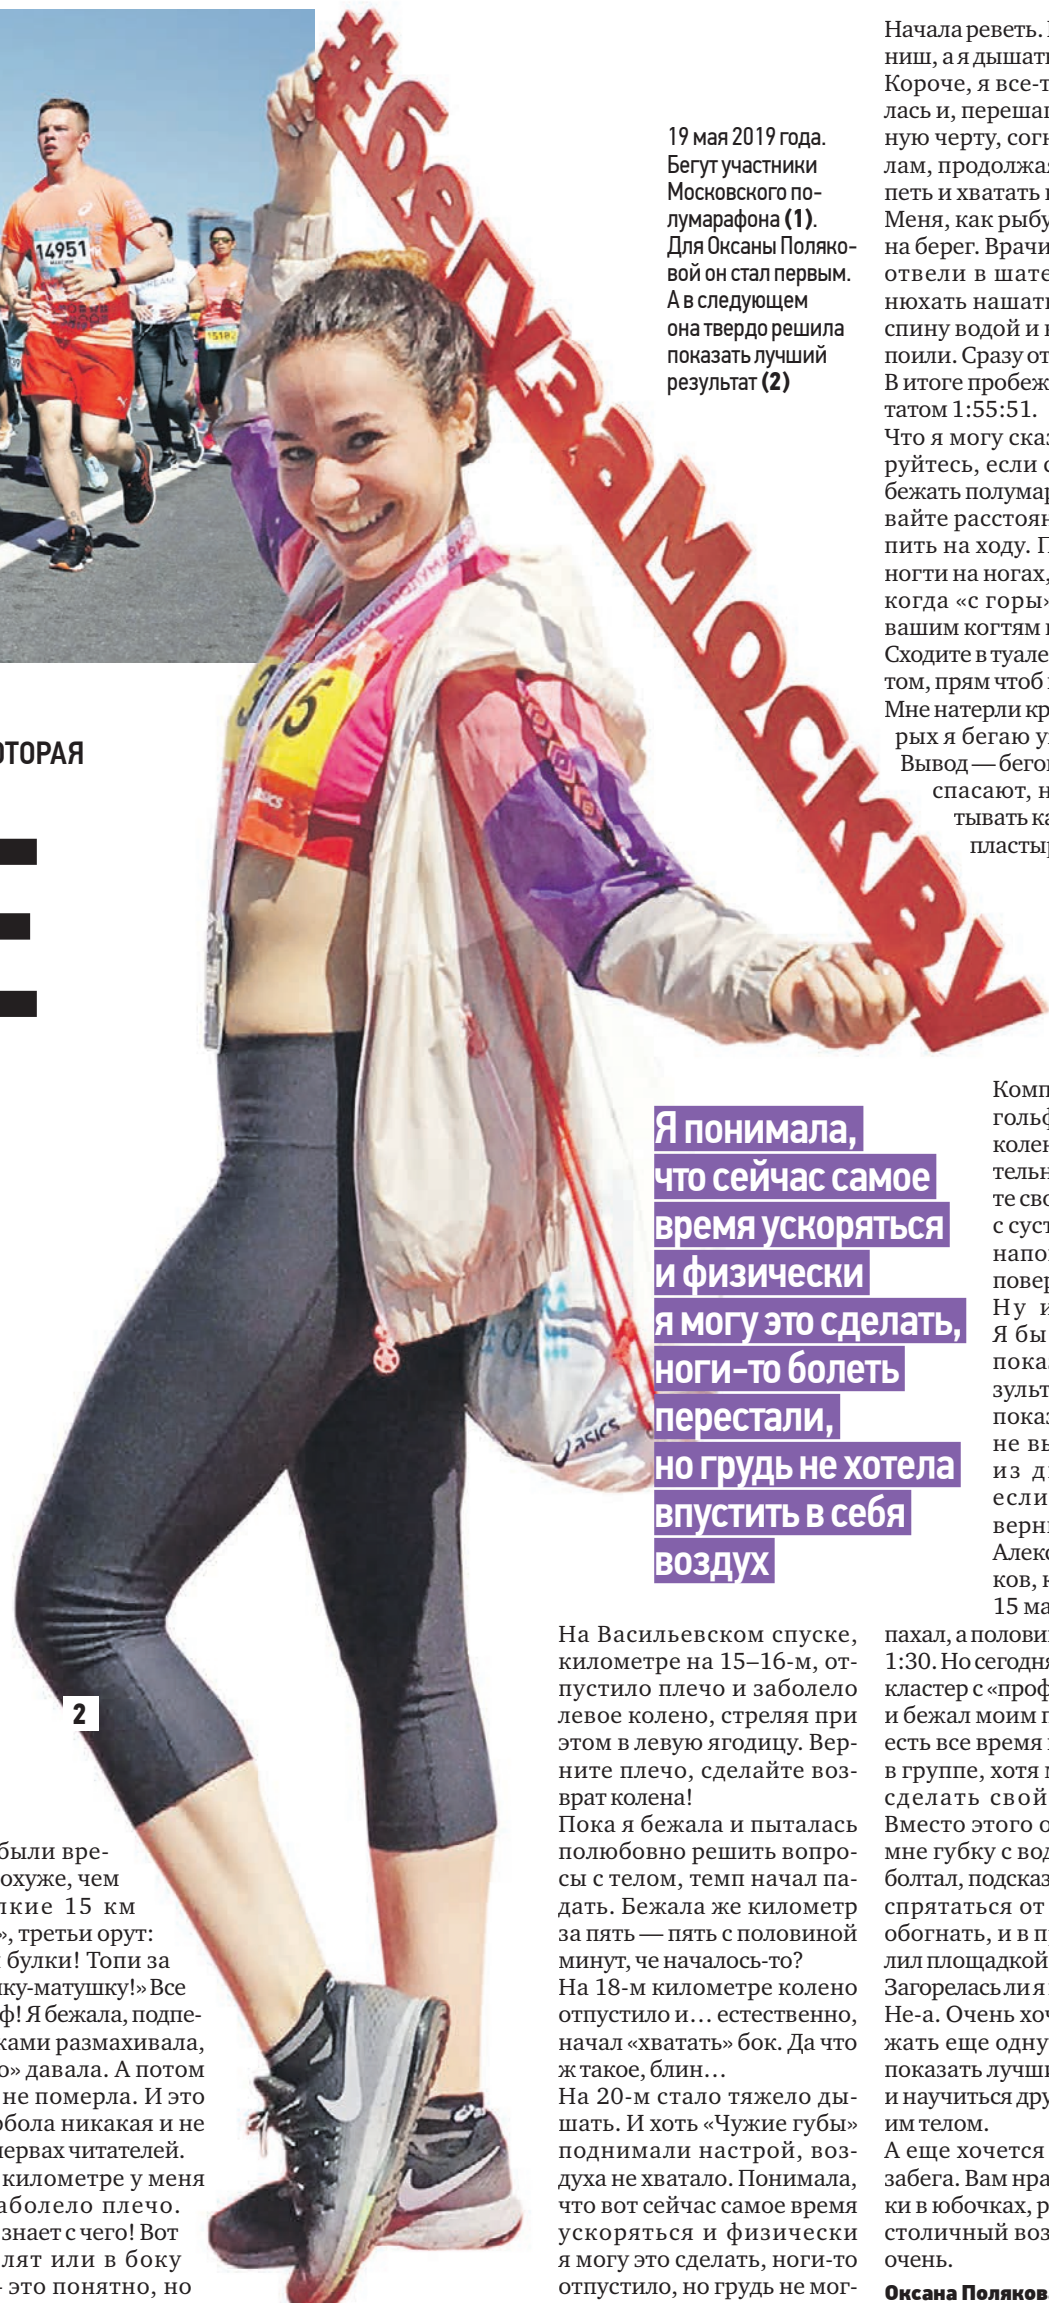 #бегуzаМоскву
14951
15182
315
ASICS
МОСКОВСКИЙ ПОЛУМАРАФОН
19 мая 2019 года.
Бегут участники
Московского по-
лумарафона (1).
Для Оксаны Поляко-
вой он стал первым.
А в следующем
она твердо решила
показать лучший
результат (2)
ОТОРАЯ
Я понимала,
что сейчас самое
время ускоряться
и физически
я могу это сделать,
ноги-то болеть
перестали,
но грудь не хотела
впустить в себя
воздух
asics
2
были вре-
охуже, чем
лкие 15 км
», третьи орут:
булки! Топи за
ку-матушку!» Все
ф! Я бежала, подпе-
ками размахивала,
о» давала. А потом
не померла. И это
рбола никакая и не
нервах читателей.
километре у меня
аболело плечо.
знает с чего! Вот
лят или в боку
- это понятно, но
На Васильевском спуске,
километре на 15–16-м, от-
пустило плечо и заболело
левое колено, стреляя при
этом в левую ягодицу. Вер-
ните плечо, сделайте воз-
врат колена!
Пока я бежала и пыталась
полюбовно решить вопро-
сы с телом, темп начал па-
дать. Бежала же километр
за пять — пять с половиной
минут, че началось-то?
На 18-м километре колено
отпустило и... естественно,
начал «хватать» бок. Да что
ж такое, блин...
На 20-м стало тяжело ды-
шать. И хоть «Чужие губы»
поднимали настрой, воз-
духа не хватало. Понимала,
что вот сейчас самое время
ускоряться и физически
я могу это сделать, ноги-то
отпустило, но грудь не мог-
Начала реветь.
ниш, а я дышать
Короче, я все-т
лась и, перешаг
ную черту, согн
лам, продолжая
петь и хватать
Меня, как рыбу
на берег. Врачи
отвели в шате
нюхать нашат
спину водой и
поили. Сразу от
В итоге пробеж
татом 1:55:51.
Что я могу сказ
руйтесь, если с
бежать полумар
вайте расстоян
пить на ходу. П
ногти на ногах,
когда «с горы»
вашим когтям
Сходите в туале
том, прям чтоб
Мне натерли кр
рых я бегаю у
Вывод — бего
спасают, н
тывать ка
пласты
Комп
гольф
колен
тельн
те сво
с суст
напо
повер
Ну и
Я бы
пока
зульт
пока
не вы
из д
если
верн
Алекс
ков, к
15 ма
пахал, а полови
1:30. Но сегодня
кластер с «проф
и бежал моим п
есть все время
в группе, хотя
сделать свой
Вместо этого о
мне губку с вод
болтал, подсказ
спрятаться от
обогнать, и в п
лил площадкой
Загорелась ли я
Не-а. Очень хоч
жать еще одну
показать лучши
и научиться дру
им телом.
А еще хочется
забега. Вам нра
ки в юбочках, р
столичный воз
очень.
Оксана Поляков